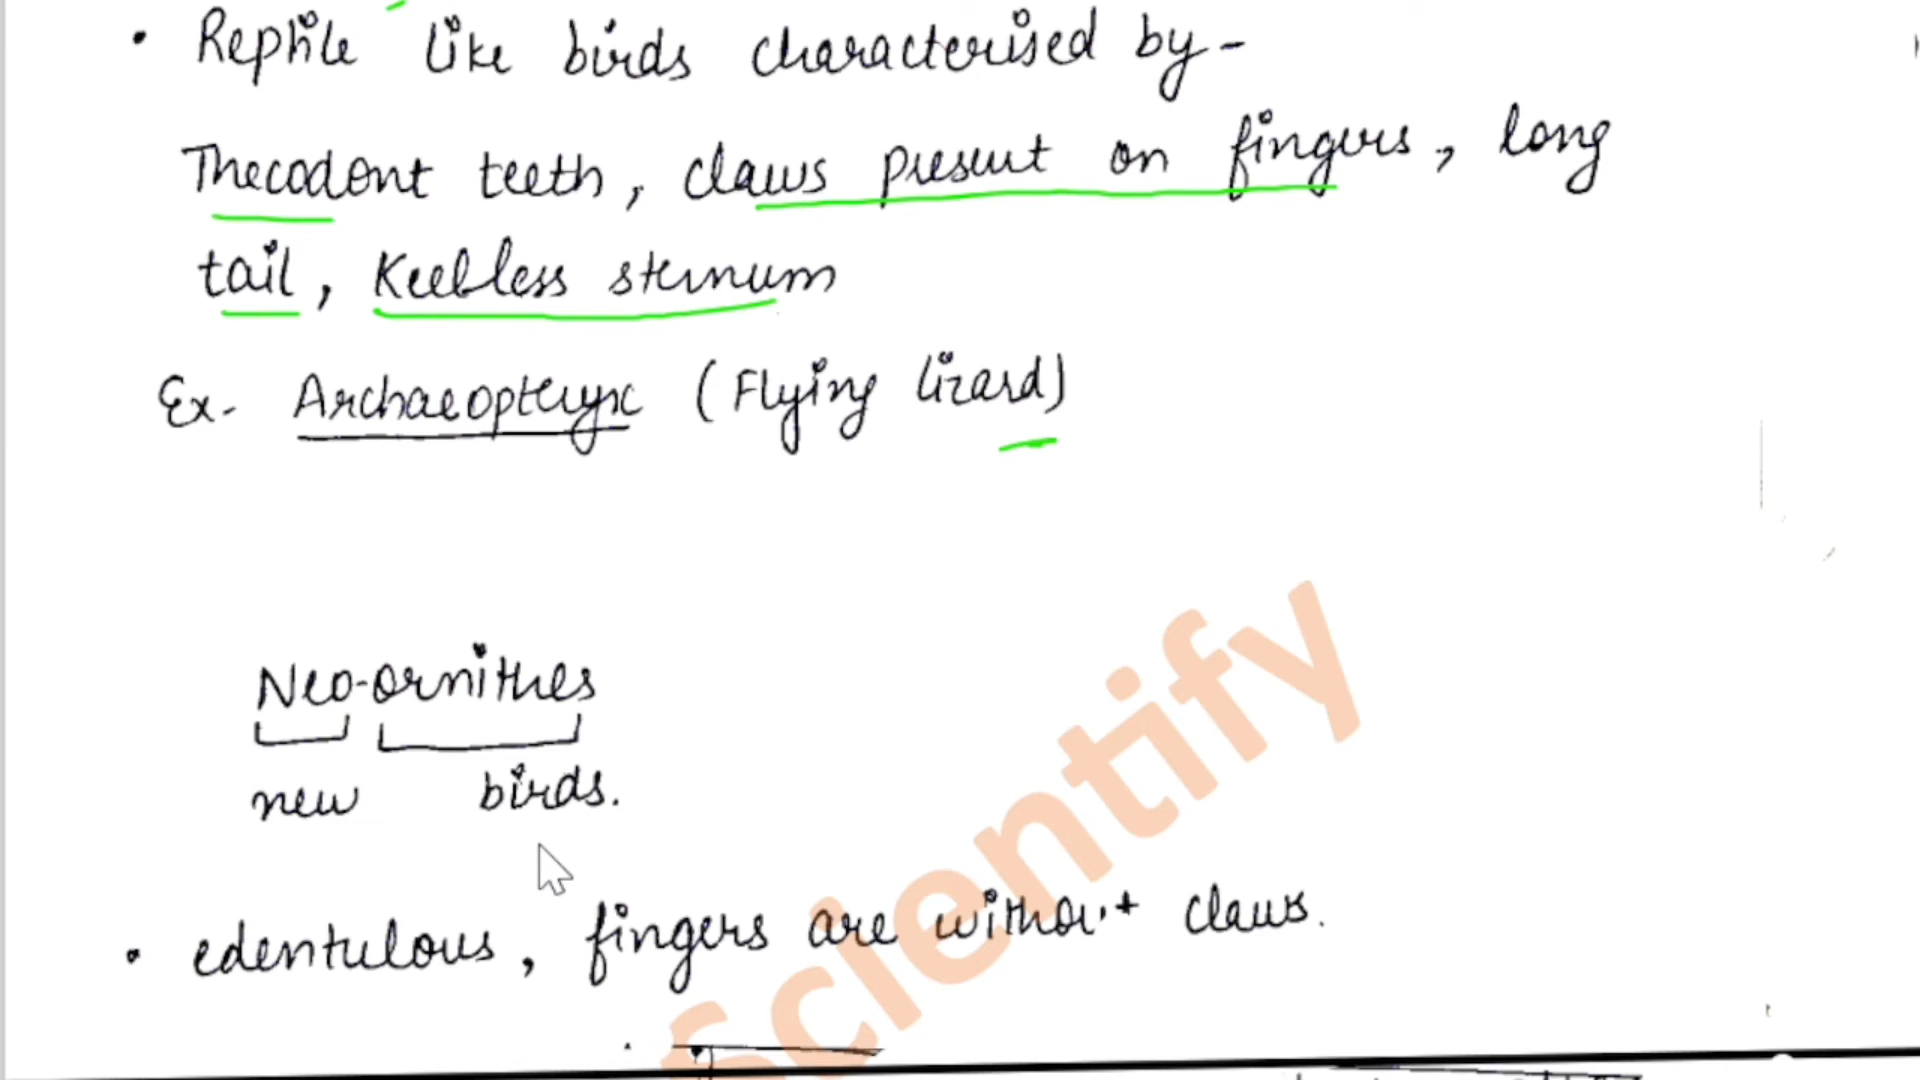 • Reptile like birds characterised by-
Thecodont teeth, claws present on fingers, long
tail, Keelless sternum
Ex- Archaeopteryx (Flying lizard)
Neo-ornithes
new birds.
• edentulous, fingers are without claws.
Scientify